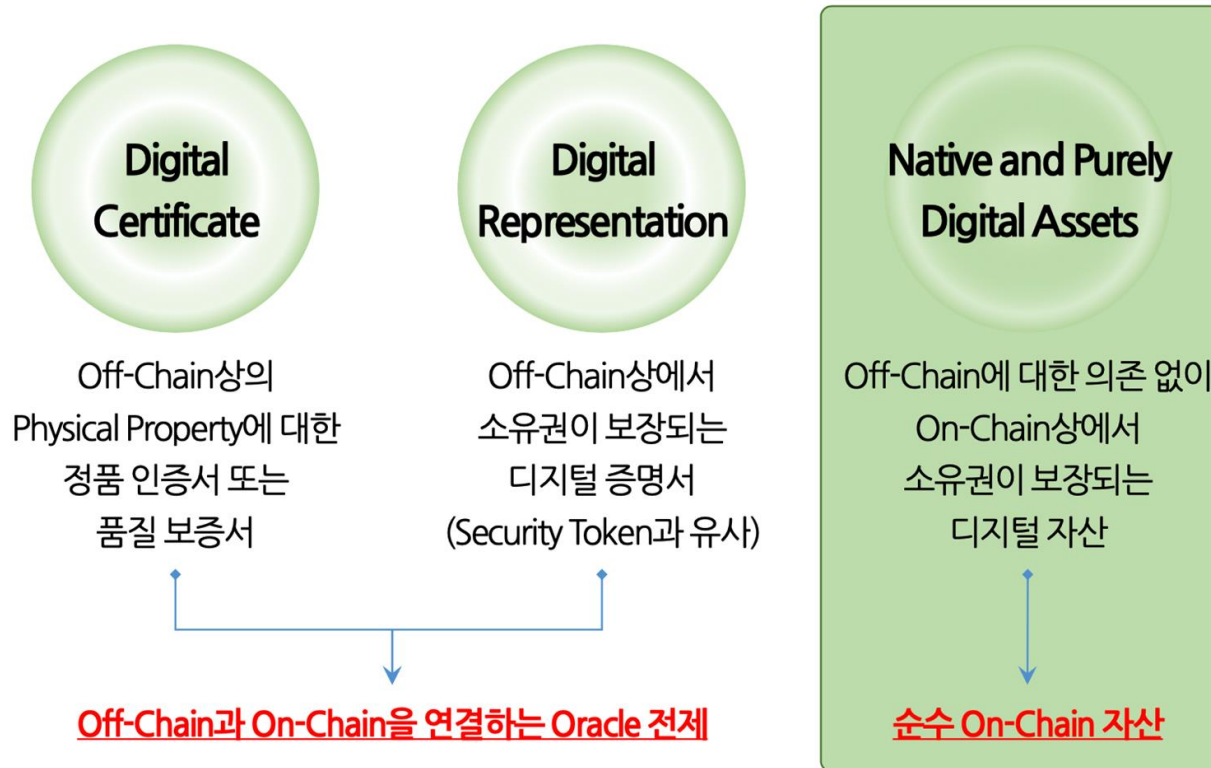 Digital
Certificate
Off-Chain상의
Physical Property에 대한
정품 인증서 또는
품질 보증서
Digital
Representation
Off-Chain상에서
소유권이 보장되는
디지털 증명서
(Security Token과 유사)
Off-Chain과 On-Chain을 연결하는 Oracle 전제
Native and Purely
Digital Assets
Off-Chain에 대한 의존 없이
On-Chain상에서
소유권이 보장되는
디지털 자산
순수 On-Chain 자산